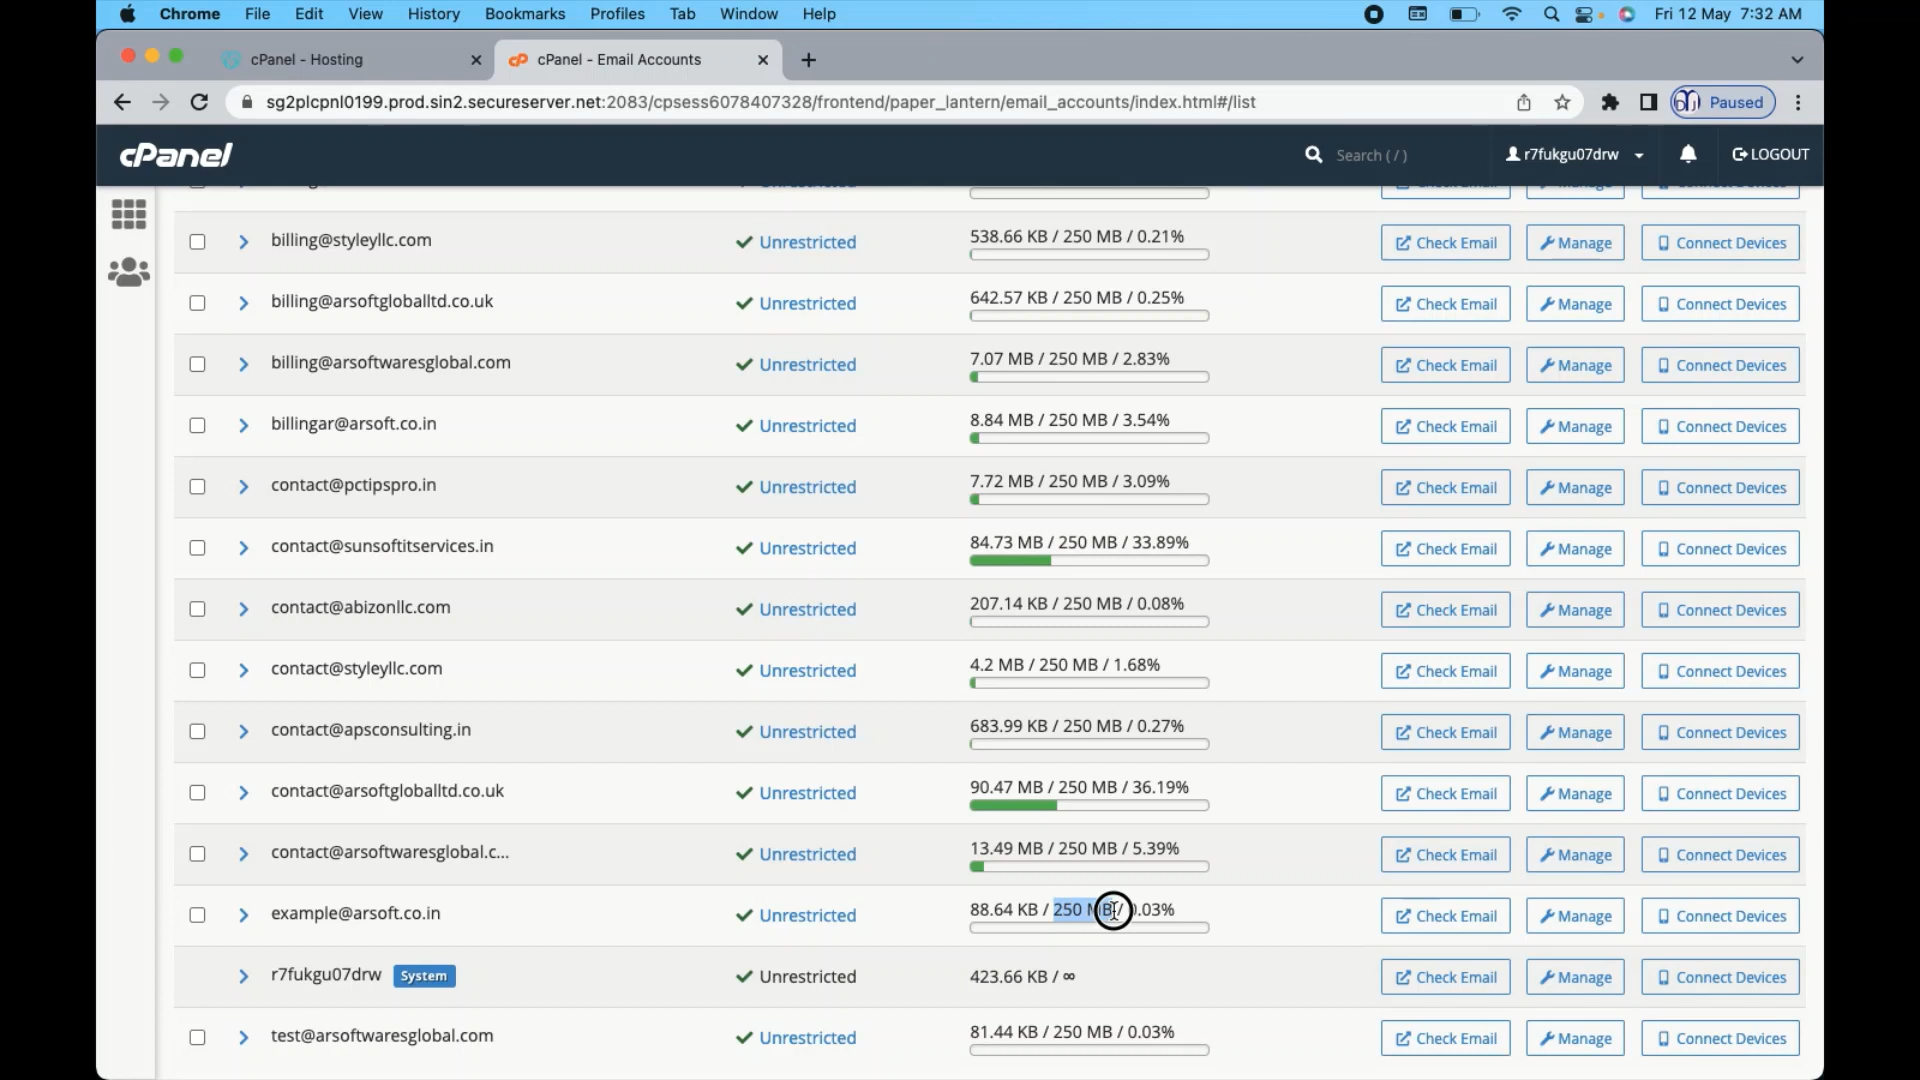 Chrome File Edit View History Bookmarks Profiles Tab Window Help Fri 12 May 7:32 AM
cPanel - Hosting cPanel - Email Accounts
sg2plcpnl0199.prod.sin2.secureserver.net:2083/cpsess6078407328/frontend/paper_lantern/email_accounts/index.html#/list Paused
cPanel Search ( / ) r7fukgu07drw LOGOUT
billing@styleyllc.com Unrestricted 538.66 KB / 250 MB / 0.21% Check Email Manage Connect Devices
billing@arsoftgloballtd.co.uk Unrestricted 642.57 KB / 250 MB / 0.25% Check Email Manage Connect Devices
billing@arsoftwaresglobal.com Unrestricted 7.07 MB / 250 MB / 2.83% Check Email Manage Connect Devices
billingar@arsoft.co.in Unrestricted 8.84 MB / 250 MB / 3.54% Check Email Manage Connect Devices
contact@pctipspro.in Unrestricted 7.72 MB / 250 MB / 3.09% Check Email Manage Connect Devices
contact@sunsoftitservices.in Unrestricted 84.73 MB / 250 MB / 33.89% Check Email Manage Connect Devices
contact@abizonllc.com Unrestricted 207.14 KB / 250 MB / 0.08% Check Email Manage Connect Devices
contact@styleyllc.com Unrestricted 4.2 MB / 250 MB / 1.68% Check Email Manage Connect Devices
contact@apsconsulting.in Unrestricted 683.99 KB / 250 MB / 0.27% Check Email Manage Connect Devices
contact@arsoftgloballtd.co.uk Unrestricted 90.47 MB / 250 MB / 36.19% Check Email Manage Connect Devices
contact@arsoftwaresglobal.c... Unrestricted 13.49 MB / 250 MB / 5.39% Check Email Manage Connect Devices
example@arsoft.co.in Unrestricted 88.64 KB / 250 MB / 0.03% Check Email Manage Connect Devices
r7fukgu07drw System Unrestricted 423.66 KB / ∞ Check Email Manage Connect Devices
test@arsoftwaresglobal.com Unrestricted 81.44 KB / 250 MB / 0.03% Check Email Manage Connect Devices